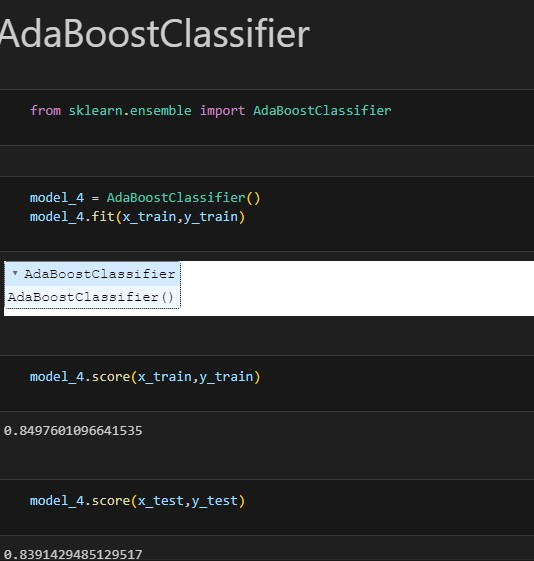 AdaBoostClassifier
from sklearn.ensemble import AdaBoostClassifier
model_4 = AdaBoostClassifier()
model_4.fit(x_train,y_train)
▾ AdaBoostClassifier
AdaBoostClassifier()
model_4.score(x_train,y_train)
0.8497601096641535
model_4.score(x_test,y_test)
0.8391429485129517